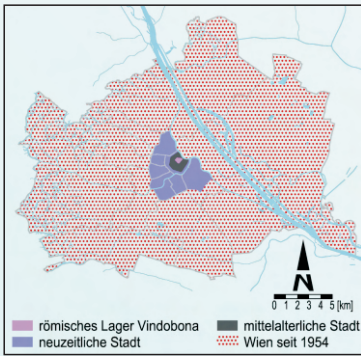 N
0 1 2 3 4 5 [km]
römisches Lager Vindobona
mittelalterliche Stadt
neuzeitliche Stadt
Wien seit 1954